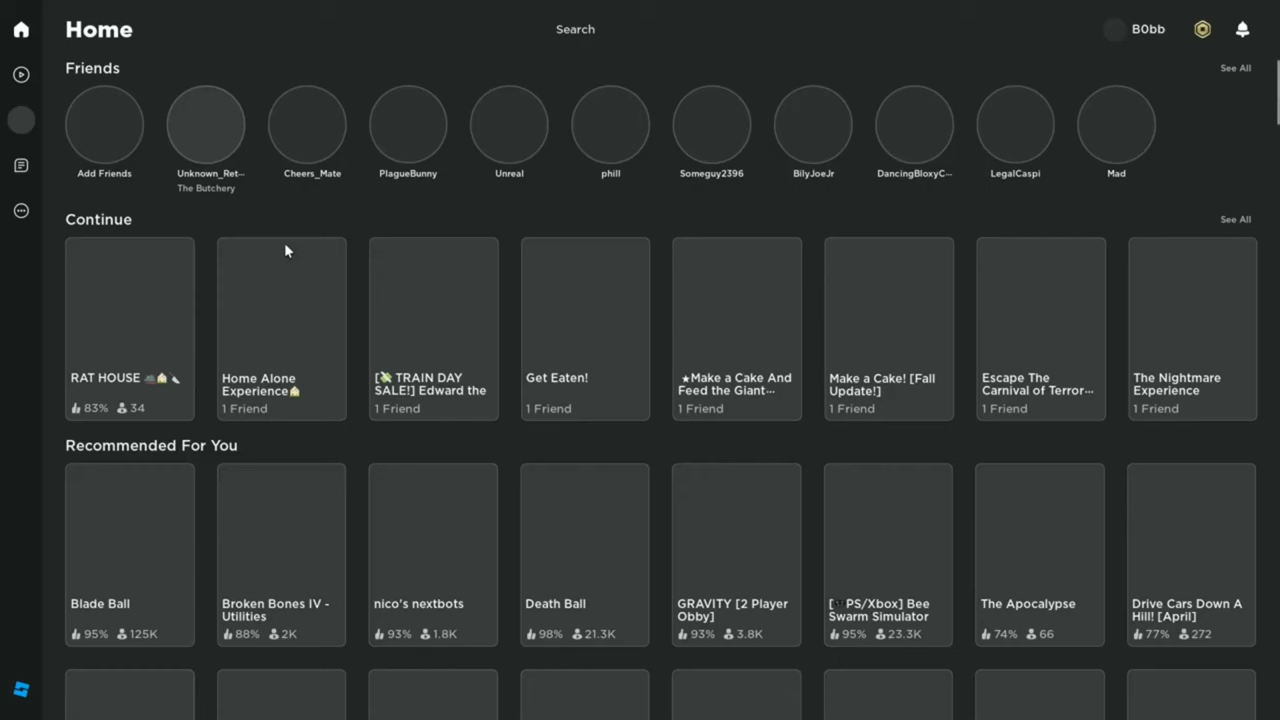 Home
Search
B0bb
Friends
See All
Add Friends
Unknown_Ret···
The Butchery
Cheers_Mate
PlagueBunny
Unreal
phill
Someguy2396
BilyJoeJr
DancingBloxyC···
LegalCaspi
Mad
Continue
See All
RAT HOUSE 🐀🏠🔪
83% 34
Home Alone
Experience🏠
1 Friend
[💸 TRAIN DAY
SALE!] Edward the
1 Friend
Get Eaten!
1 Friend
★Make a Cake And
Feed the Giant···
1 Friend
Make a Cake! [Fall
Update!]
1 Friend
Escape The
Carnival of Terror···
1 Friend
The Nightmare
Experience
1 Friend
Recommended For You
Blade Ball
95% 125K
Broken Bones IV -
Utilities
88% 2K
nico's nextbots
93% 1.8K
Death Ball
98% 21.3K
GRAVITY [2 Player
Obby]
93% 3.8K
[🎮PS/Xbox] Bee
Swarm Simulator
95% 23.3K
The Apocalypse
74% 66
Drive Cars Down A
Hill! [April]
77% 272